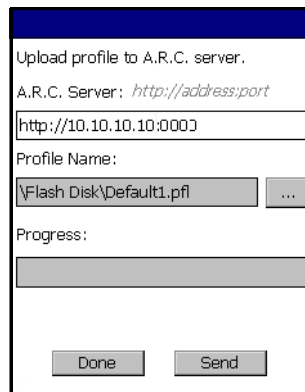 Upload profile to A.R.C. server.
A.R.C. Server: http://address:port
http://10.10.10.10:0000
Profile Name:
\Flash Disk\Default1.pfl
...
Progress:
Done Send